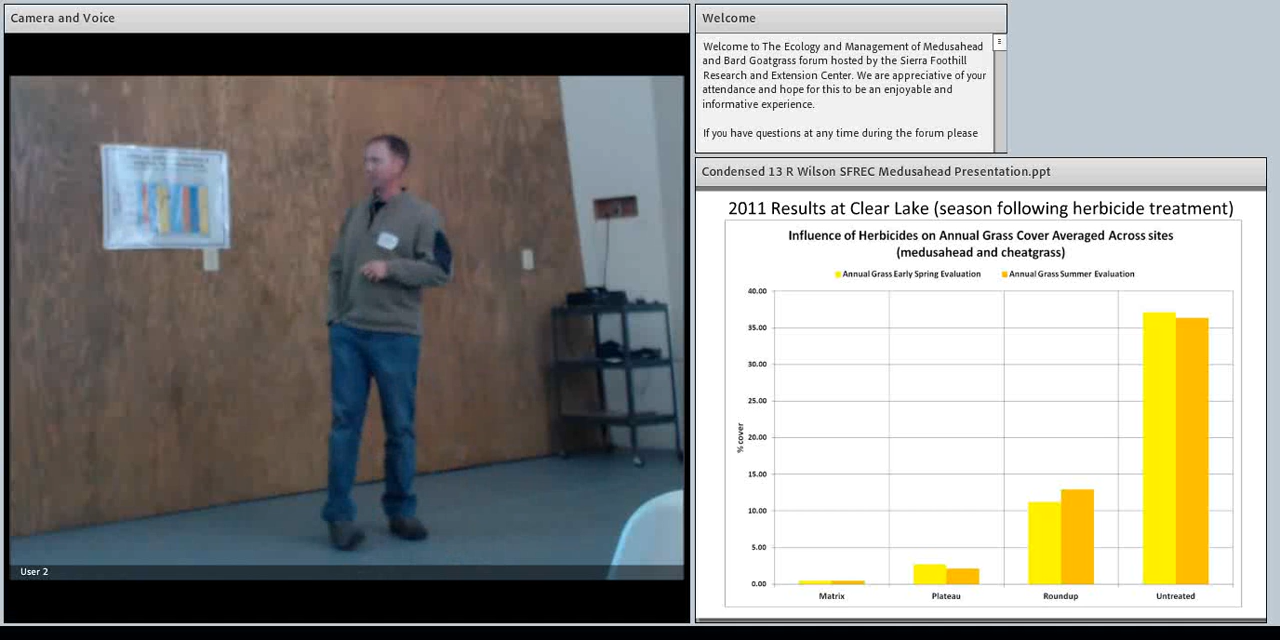 Camera and Voice
User 2
Welcome
Welcome to The Ecology and Management of Medusahead
and Bard Goatgrass forum hosted by the Sierra Foothill
Research and Extension Center. We are appreciative of your
attendance and hope for this to be an enjoyable and
informative experience.
If you have questions at any time during the forum please
Condensed 13 R Wilson SFREC Medusahead Presentation.ppt
2011 Results at Clear Lake (season following herbicide treatment)
Influence of Herbicides on Annual Grass Cover Averaged Across sites
(medusahead and cheatgrass)
Annual Grass Early Spring Evaluation Annual Grass Summer Evaluation
% cover
40.00
35.00
30.00
25.00
20.00
15.00
10.00
5.00
0.00
Matrix Plateau Roundup Untreated